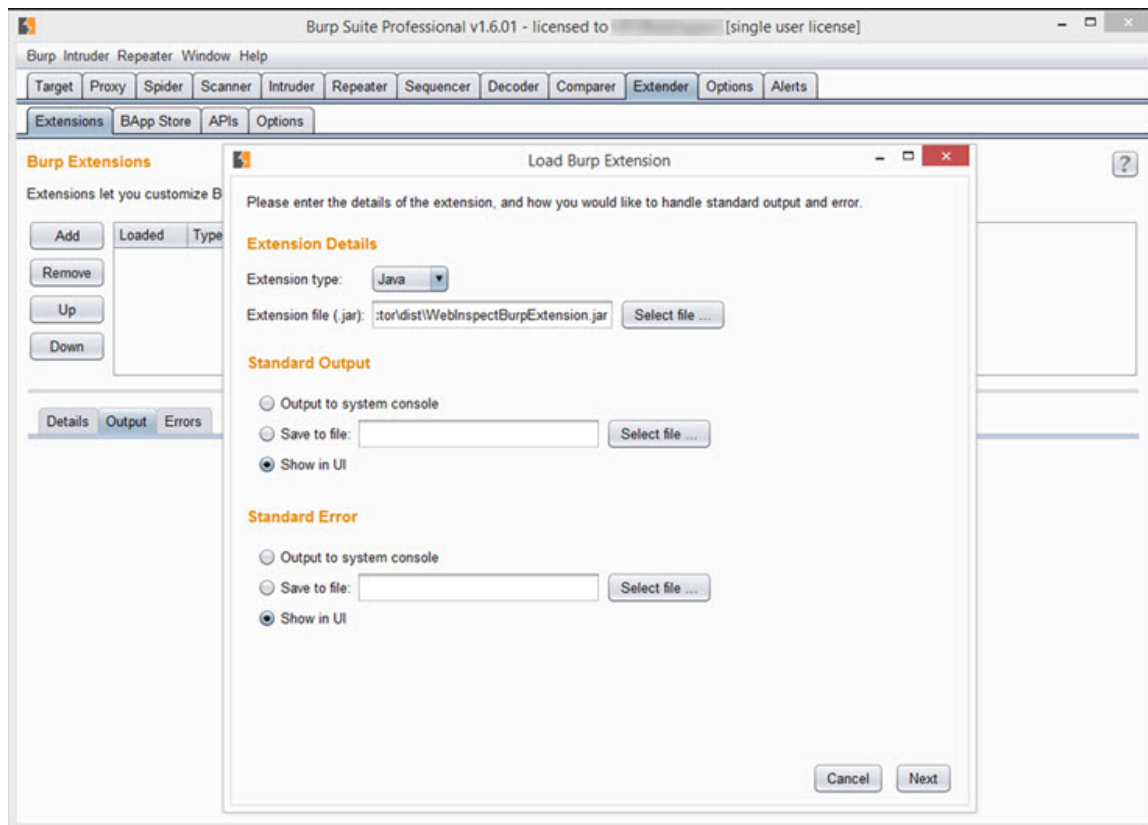 Burp Suite Professional v1.6.01 - licensed to [single user license]
Burp Intruder Repeater Window Help
Target Proxy Spider Scanner Intruder Repeater Sequencer Decoder Comparer Extender Options Alerts
Extensions BApp Store APIs Options
Burp Extensions
Extensions let you customize B
Add
Remove
Up
Down
Loaded Type
Details Output Errors
?
Load Burp Extension
Please enter the details of the extension, and how you would like to handle standard output and error.
Extension Details
Extension type: Java
Extension file (.jar): :tor\dist\WebInspectBurpExtension.jar Select file ...
Standard Output
Output to system console
Save to file: Select file ...
Show in UI
Standard Error
Output to system console
Save to file: Select file ...
Show in UI
Cancel Next